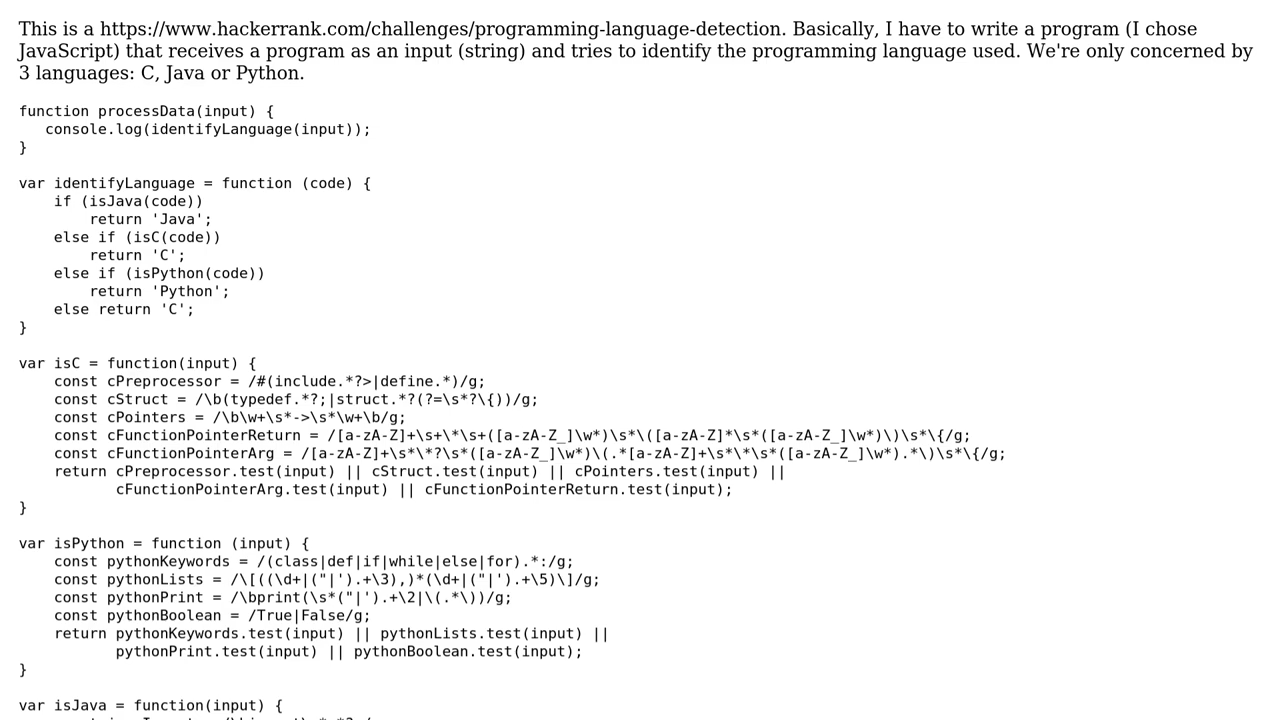 This is a https://www.hackerrank.com/challenges/programming-language-detection. Basically, I have to write a program (I chose
JavaScript) that receives a program as an input (string) and tries to identify the programming language used. We're only concerned by
3 languages: C, Java or Python.
function processData(input) {
   console.log(identifyLanguage(input));
}
var identifyLanguage = function (code) {
    if (isJava(code))
        return 'Java';
    else if (isC(code))
        return 'C';
    else if (isPython(code))
        return 'Python';
    else return 'C';
}
var isC = function(input) {
    const cPreprocessor = /#(include.*?>|define.*)/g;
    const cStruct = /\b(typedef.*?;|struct.*?(?=\s*?\{))/g;
    const cPointers = /\b\w+\s*->\s*\w+\b/g;
    const cFunctionPointerReturn = /[a-zA-Z]+\s+\*\s+([a-zA-Z_]\w*)\s*\([a-zA-Z]*\s*([a-zA-Z_]\w*)\)\s*\{/g;
    const cFunctionPointerArg = /[a-zA-Z]+\s*\*?\s*([a-zA-Z_]\w*)\(.*[a-zA-Z]+\s*\*\s*([a-zA-Z_]\w*).*\)\s*\{/g;
    return cPreprocessor.test(input) || cStruct.test(input) || cPointers.test(input) ||
           cFunctionPointerArg.test(input) || cFunctionPointerReturn.test(input);
}
var isPython = function (input) {
    const pythonKeywords = /(class|def|if|while|else|for).*:/g;
    const pythonLists = /\[((\d+|("|').+\3),)*(\d+|("|').+\5)\]/g;
    const pythonPrint = /\bprint(\s*("|').+\2|\(.*\))/g;
    const pythonBoolean = /True|False/g;
    return pythonKeywords.test(input) || pythonLists.test(input) ||
           pythonPrint.test(input) || pythonBoolean.test(input);
}
var isJava = function(input) {